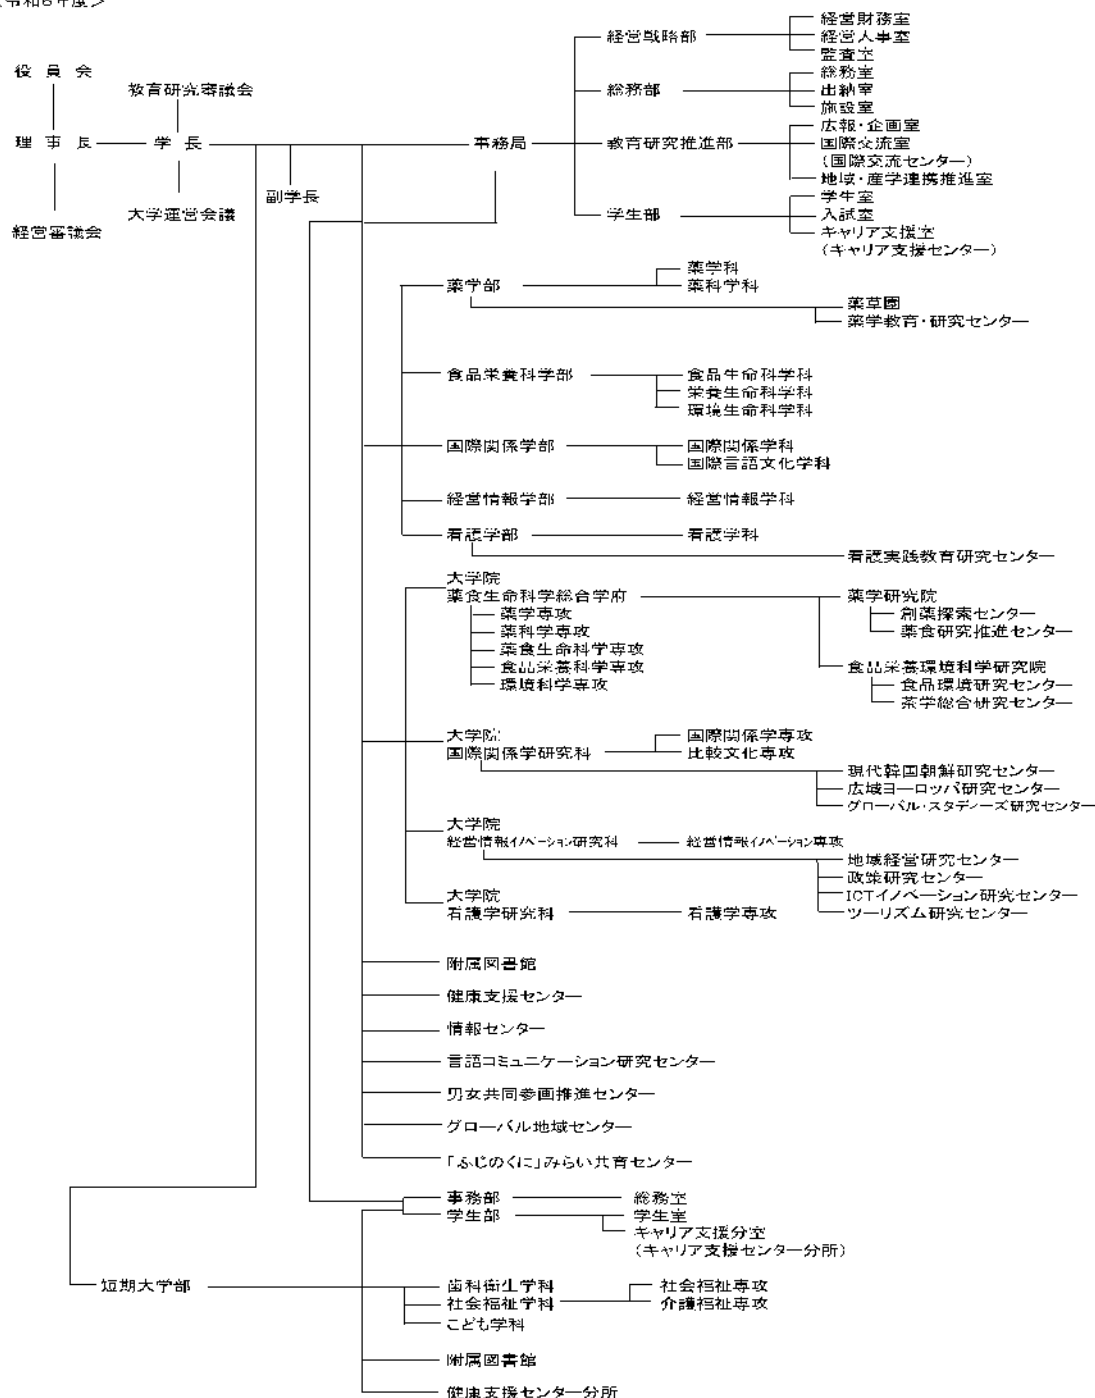 経営財務室
経営戦略部 経営人事室
監査室
役員会 総務室
教育研究審議会 総務部 出納室
施設室
広報・企画室
理事長 学長 事務局 教育研究推進部 国際交流室
(国際交流センター)
地域・産学連携推進室
副学長 学生室
大学運営会議 学生部 入試室
経営審議会 キャリア支援室
(キャリア支援センター)
薬学科
薬学部 薬科学科
薬草園
薬学教育・研究センター
食品栄養科学部 食品生命科学科
栄養生命科学科
環境生命科学科
国際関係学部 国際関係学科
国際言語文化学科
経営情報学部 経営情報学科
看護学部 看護学科
看護実践教育研究センター
大学院
薬食生命科学総合学府 薬学研究院
薬学専攻 創薬探索センター
薬科学専攻 薬食研究推進センター
薬食生命科学専攻
食品栄養科学専攻 食品栄養環境科学研究院
環境科学専攻 食品環境研究センター
茶学総合研究センター
大学院 国際関係学専攻
国際関係学研究科 比較文化専攻
現代韓国朝鮮研究センター
広域ヨーロッパ研究センター
グローバル・スタディーズ研究センター
大学院
経営情報イノベーション研究科 経営情報イノベーション専攻
地域経営研究センター
政策研究センター
大学院 ICTイノベーション研究センター
看護学研究科 看護学専攻 ツーリズム研究センター
附属図書館
健康支援センター
情報センター
言語コミュニケーション研究センター
男女共同参画推進センター
グローバル地域センター
「ふじのくに」みらい共育センター
事務部 総務室
学生部 学生室
キャリア支援分室
(キャリア支援センター分所)
短期大学部 歯科衛生学科 社会福祉専攻
社会福祉学科 介護福祉専攻
こども学科
附属図書館
健康支援センター分所